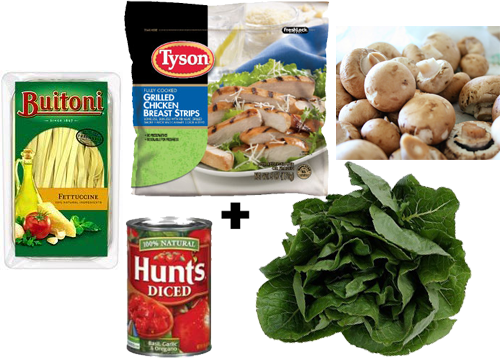 Buitoni
SINCE 1827
FETTUCCINE
FreshLock
Tyson
FULLY COOKED
GRILLED
CHICKEN
BREAST STRIPS
+
100% NATURAL
Hunt's
DICED
Basil, Garlic
& Oregano